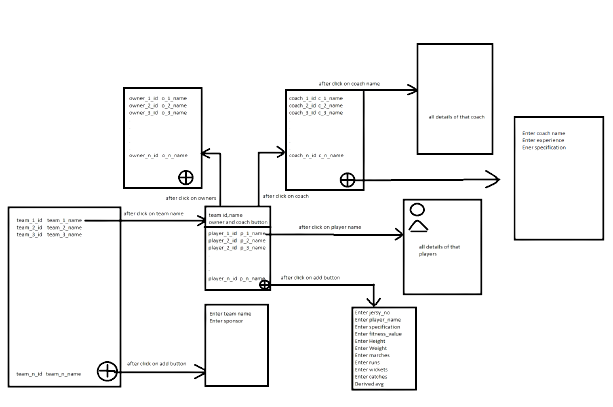 after click on coach name
owner_1_id o_1_name
owner_2_id o_2_name
owner_3_id o_3_name
owner_n_id o_n_name
coach_1_id c_1_name
coach_2_id c_2_name
coach_3_id c_3_name
coach_n_id c_n_name
all details of that coach
Enter coach name
Enter experience
Ener specification
after click on owners
after click on coach
after click on team name
team_1_id team_1_name
team_2_id team_2_name
team_3_id team_3_name
team_n_id team_n_name
team id,name
owner and coach button
player_1_id p_1_name
player_2_id p_2_name
player_2_id p_3_name
player_n_id p_n_name
after click on player name
all details of that
players
after click on add button
Enter team name
Enter sponsor
after click on add button
Enter jersy_no
Enter player_name
Enter specification
Enter fitness_value
Enter Height
Enter Weight
Enter matches
Enter runs
Enter wickets
Enter catches
Derived avg